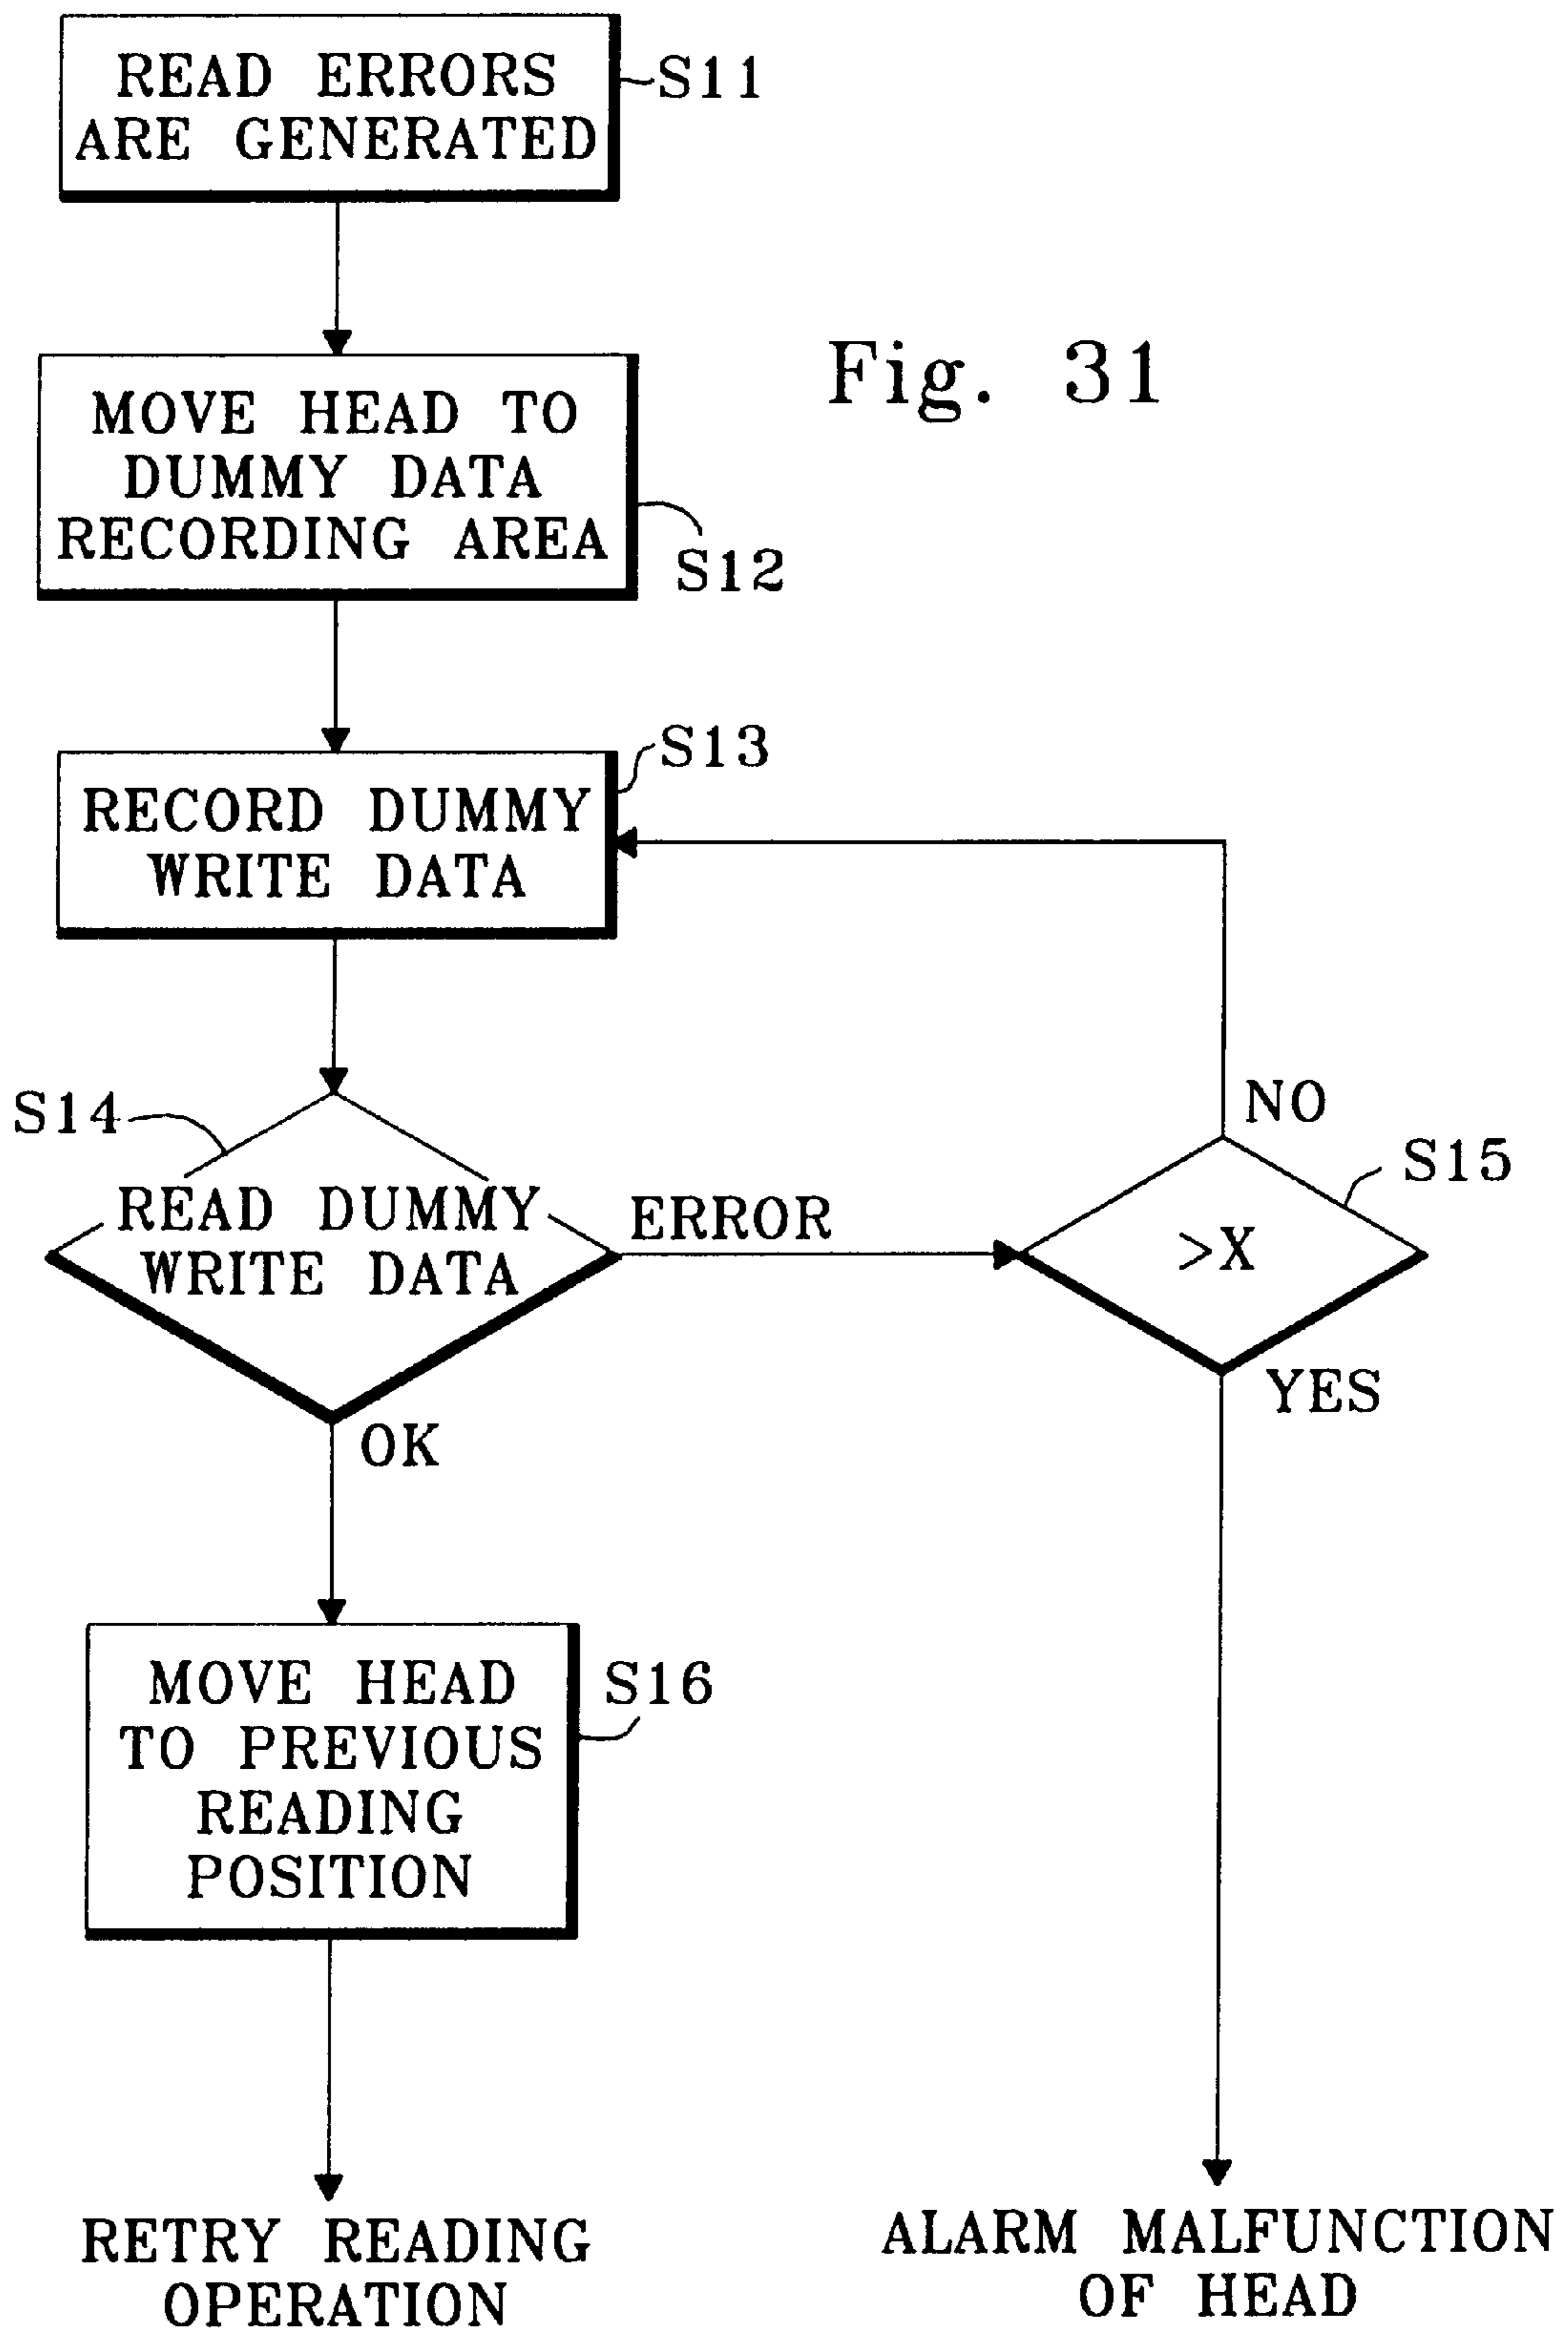 READ ERRORS
ARE GENERATED
S11
Fig. 31
MOVE HEAD TO
DUMMY DATA
RECORDING AREA
S12
S13
RECORD DUMMY
WRITE DATA
S14
READ DUMMY
WRITE DATA
ERROR
NO
S15
>X
YES
OK
MOVE HEAD
TO PREVIOUS
READING
POSITION
S16
RETRY READING
OPERATION
ALARM MALFUNCTION
OF HEAD